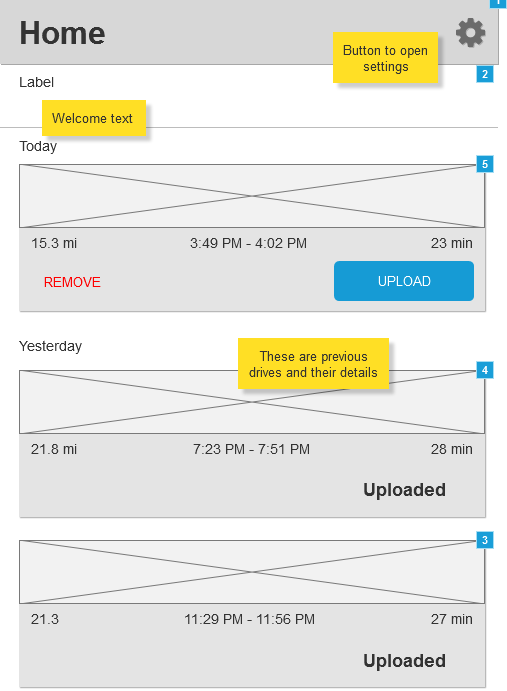 1
Home
Button to open
settings
2
Label
Welcome text
Today
5
15.3 mi 3:49 PM - 4:02 PM 23 min
REMOVE UPLOAD
Yesterday
These are previous
drives and their details
4
21.8 mi 7:23 PM - 7:51 PM 28 min
Uploaded
3
21.3 11:29 PM - 11:56 PM 27 min
Uploaded